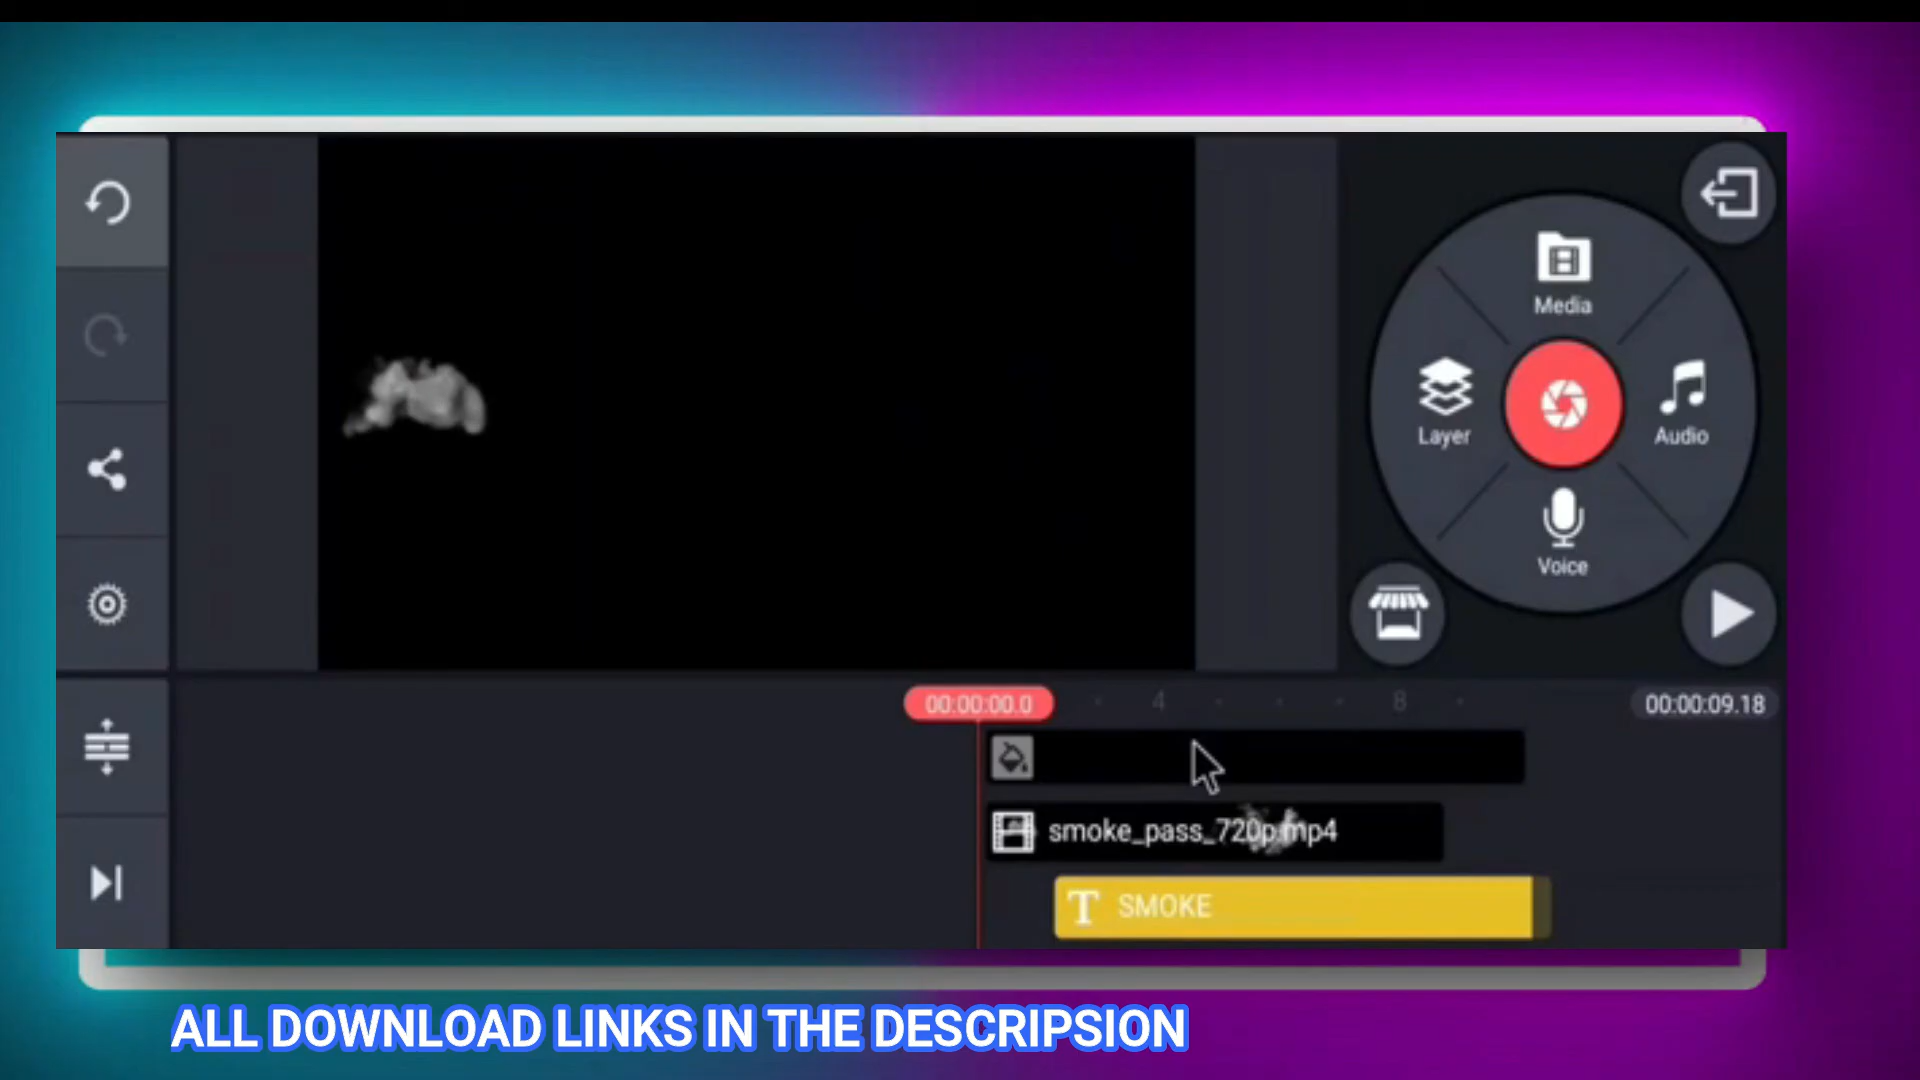 Media
Layer
Audio
Voice
00:00:00.0
4
8
00:00:09.18
smoke_pass_720p.mp4
T SMOKE
ALL DOWNLOAD LINKS IN THE DESCRIPSION